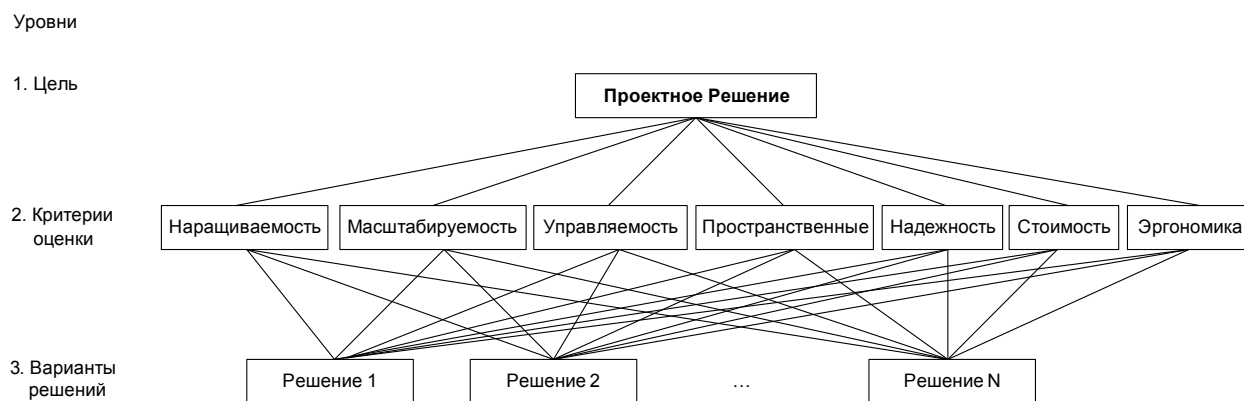 Уровни
1. Цель
Проектное Решение
2. Критерии
оценки
Наращиваемость
Масштабируемость
Управляемость
Пространственные
Надежность
Стоимость
Эргономика
3. Варианты
решений
Решение 1
Решение 2
...
Решение N